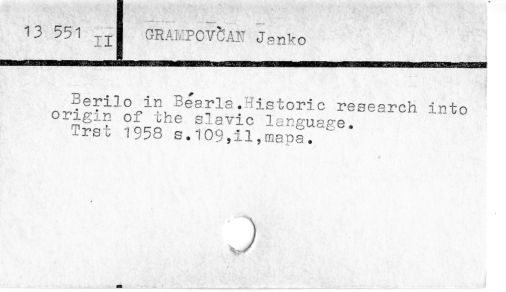 13 551 II
GRAMPOVČAN Janko
Berilo in Béarla.Historic research into
origin of the slavic language.
Trst 1958 s.109,il,mapa.